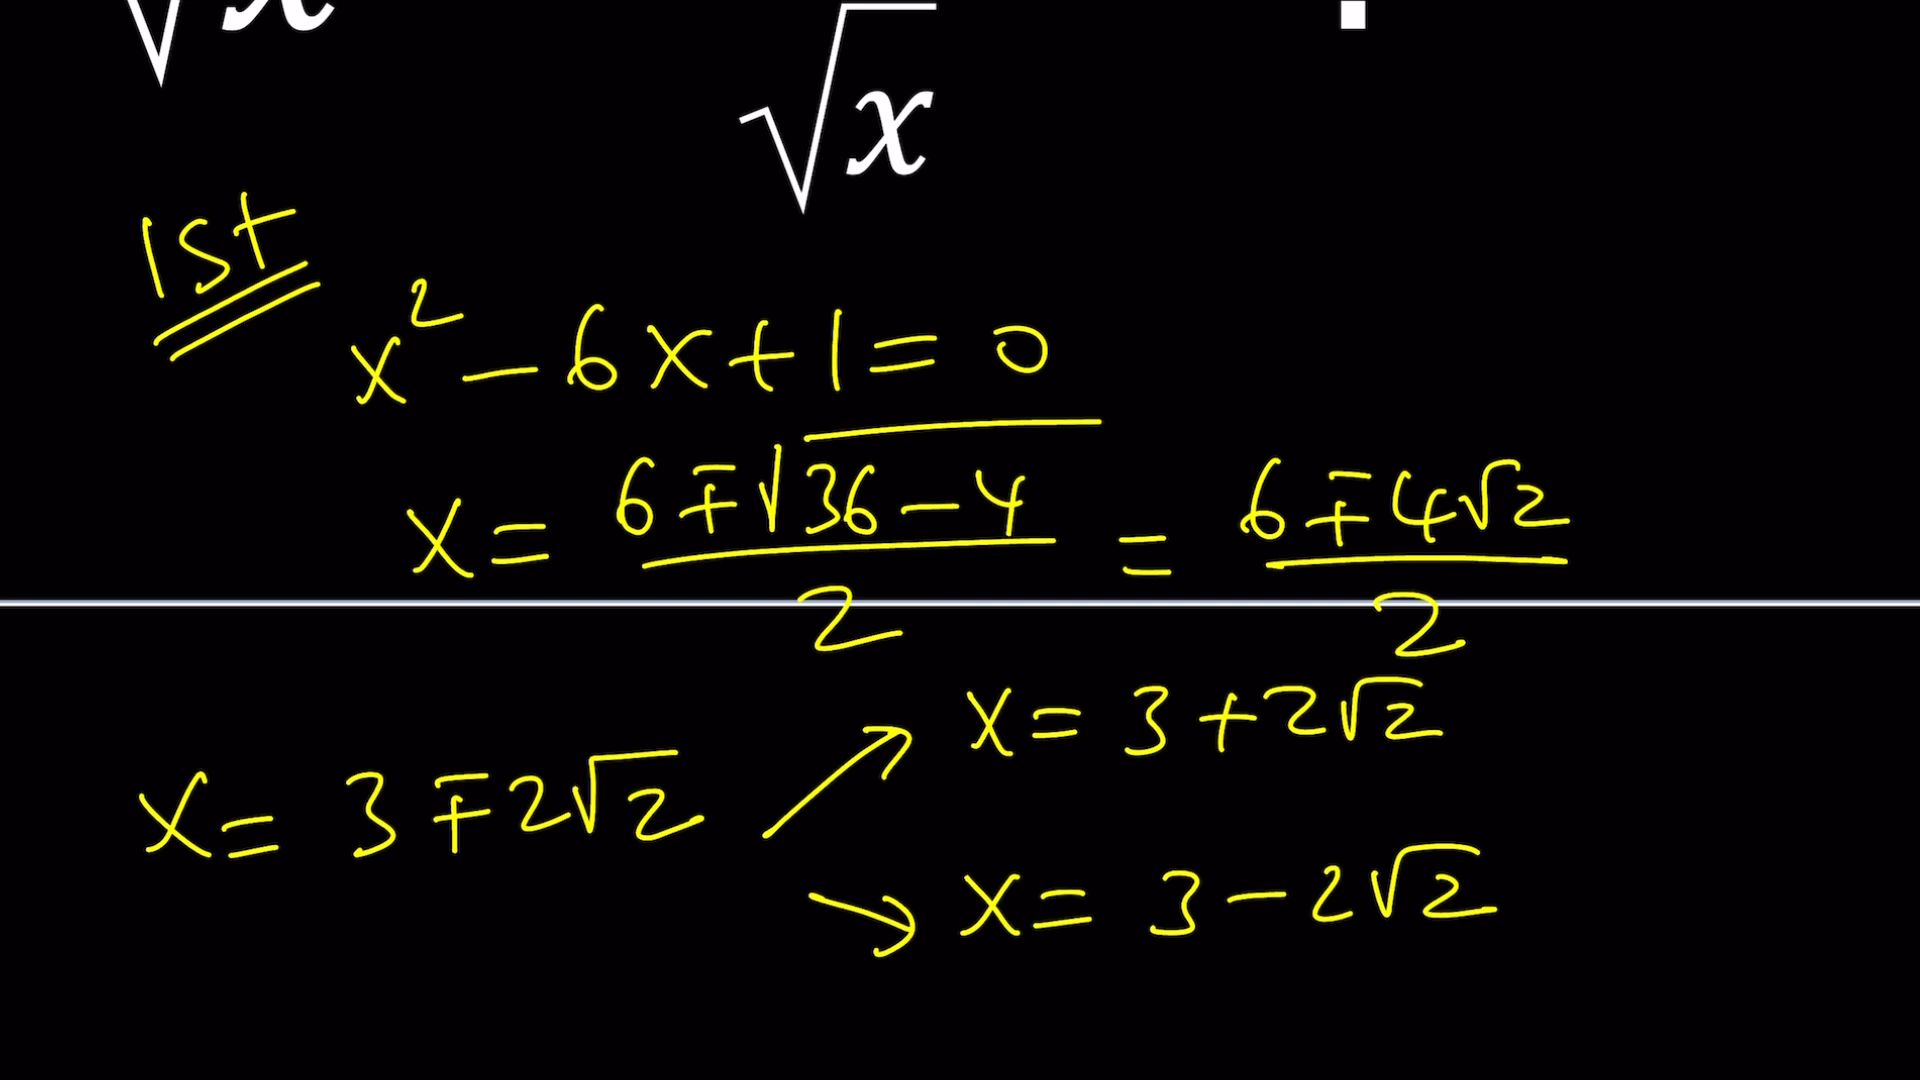 √x
√x
1st
x² - 6x + 1 = 0
x = (6 ∓ √(36 - 4))/2 = (6 ∓ 4√2)/2
x = 3 + 2√2
x = 3 ∓ 2√2
x = 3 - 2√2